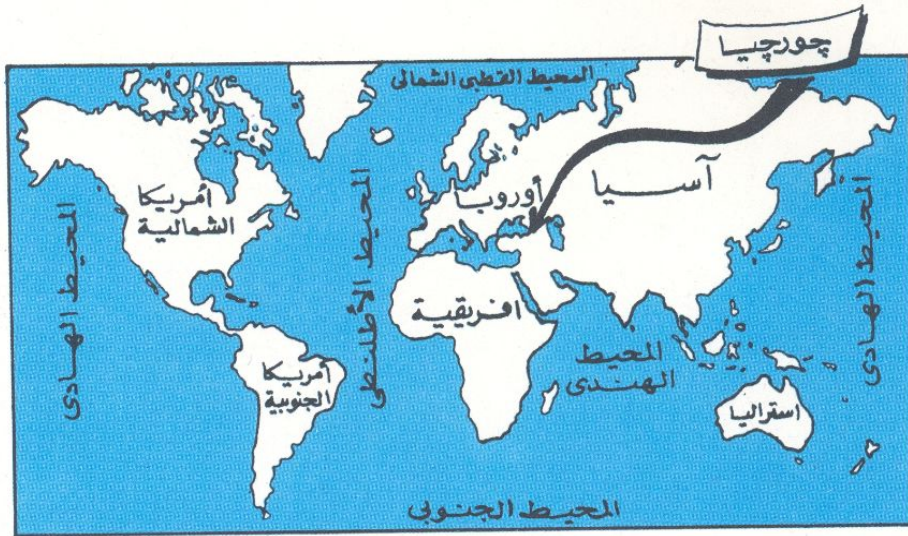 چورچيا
المحيط القطبى الشمالى
آسيا
أوروبا
أمريكا
الشمالية
المحيط الهادى
المحيط الأطلنطى
المحيط الهادى
افريقية
المحيط
الهندى
أمريكا
الجنوبية
استراليا
المحيط الجنوبى